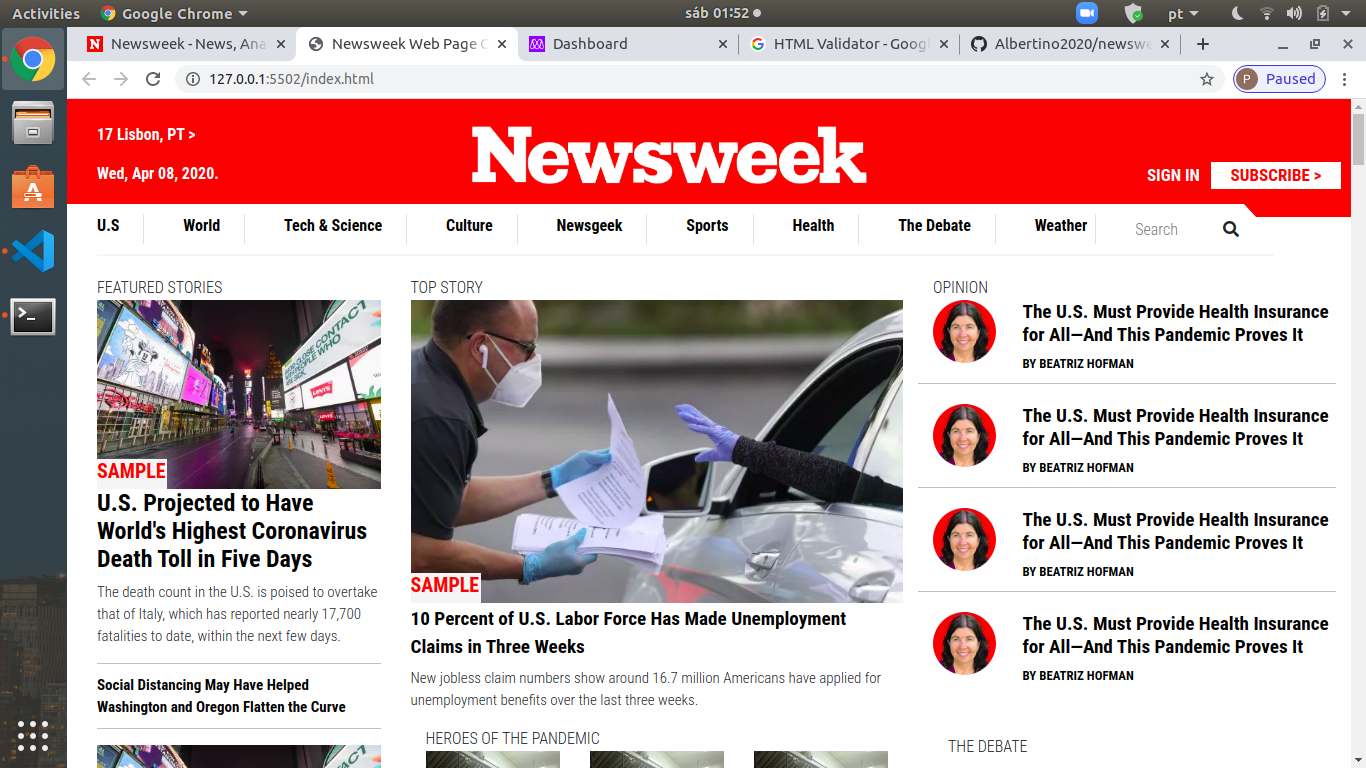 Activities
Google Chrome
sáb 01:52
pt
Newsweek - News, Ana
Newsweek Web Page C
Dashboard
HTML Validator - Googl
Albertino2020/newswe
127.0.0.1:5502/index.html
P
Paused
17 Lisbon, PT >
Wed, Apr 08, 2020.
Newsweek
SIGN IN
SUBSCRIBE >
U.S
World
Tech & Science
Culture
Newsgeek
Sports
Health
The Debate
Weather
Search
FEATURED STORIES
CLOSE CONTACT
PEOPLE WHO
ARE SICK.
LEVI'S
SAMPLE
U.S. Projected to Have
World's Highest Coronavirus
Death Toll in Five Days
The death count in the U.S. is poised to overtake
that of Italy, which has reported nearly 17,700
fatalities to date, within the next few days.
Social Distancing May Have Helped
Washington and Oregon Flatten the Curve
TOP STORY
SAMPLE
10 Percent of U.S. Labor Force Has Made Unemployment
Claims in Three Weeks
New jobless claim numbers show around 16.7 million Americans have applied for
unemployment benefits over the last three weeks.
HEROES OF THE PANDEMIC
OPINION
The U.S. Must Provide Health Insurance
for All—And This Pandemic Proves It
BY BEATRIZ HOFMAN
The U.S. Must Provide Health Insurance
for All—And This Pandemic Proves It
BY BEATRIZ HOFMAN
The U.S. Must Provide Health Insurance
for All—And This Pandemic Proves It
BY BEATRIZ HOFMAN
The U.S. Must Provide Health Insurance
for All—And This Pandemic Proves It
BY BEATRIZ HOFMAN
THE DEBATE